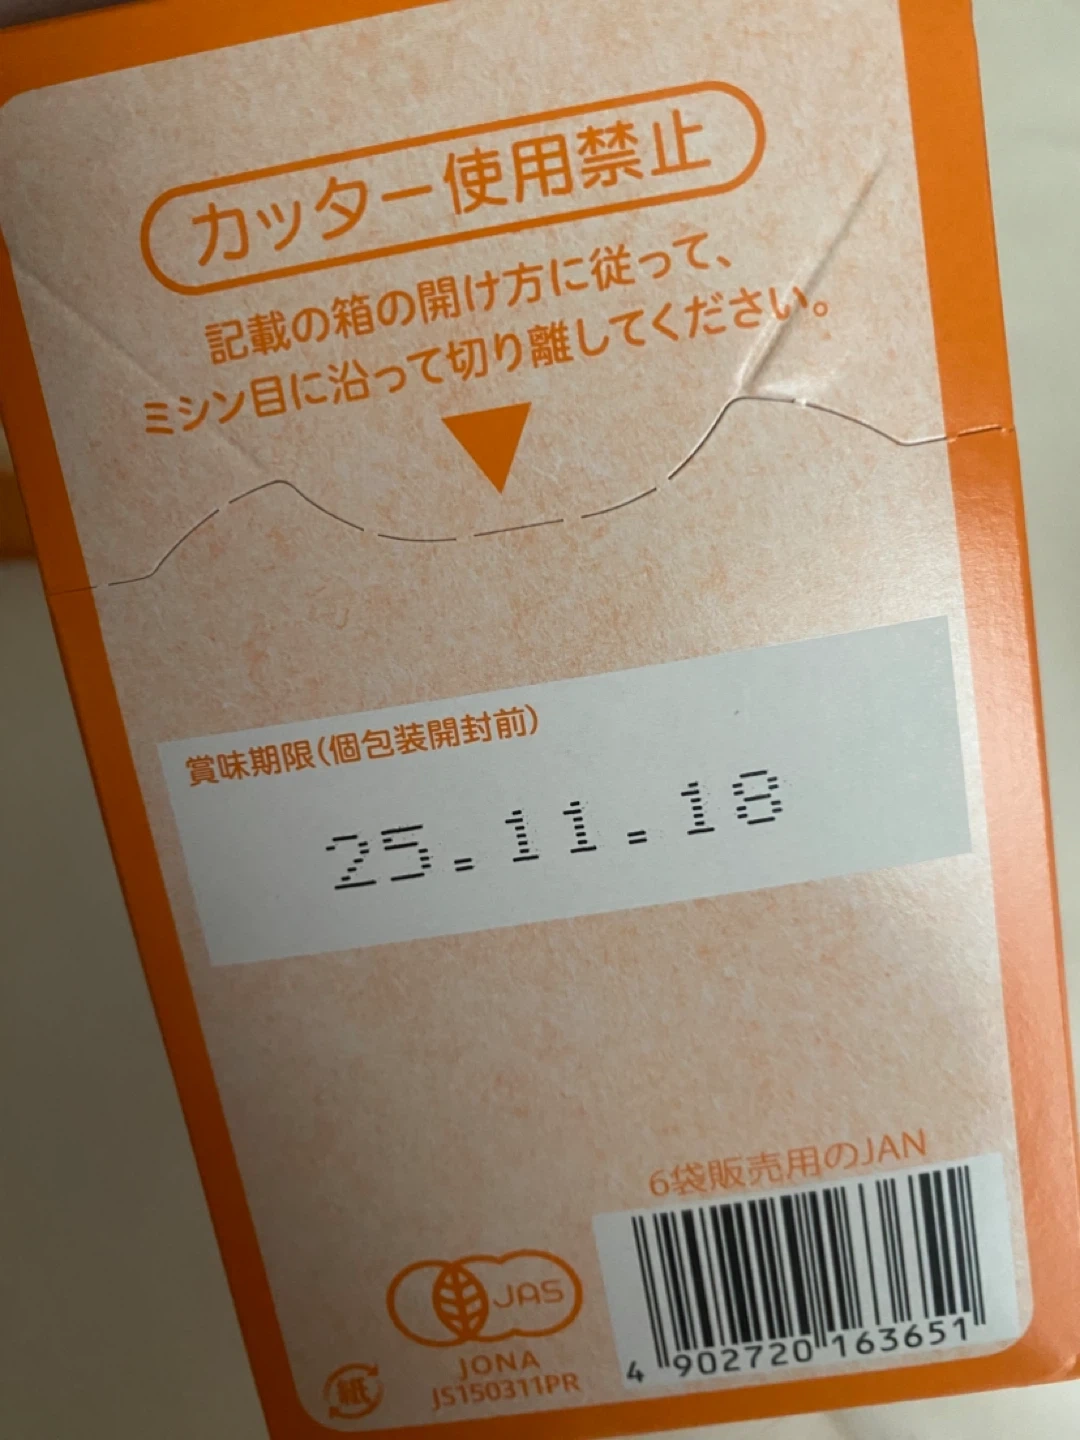 カッター使用禁止
記載の箱の開け方に従って、
ミシン目に沿って切り離してください。
賞味期限(個包装開封前)
25.11.18
6袋販売用のJAN
JAS
JONA
JS150311PR
紙
4 902720 163651